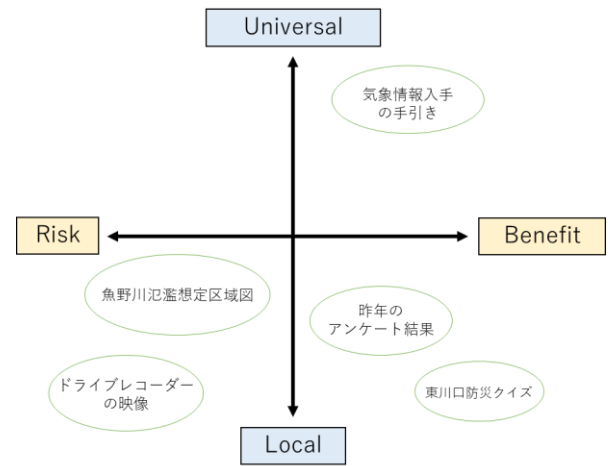 Universal
気象情報入手
の手引き
Risk
Benefit
魚野川氾濫想定区域図
昨年の
アンケート結果
ドライブレコーダー
の映像
東川口防災クイズ
Local